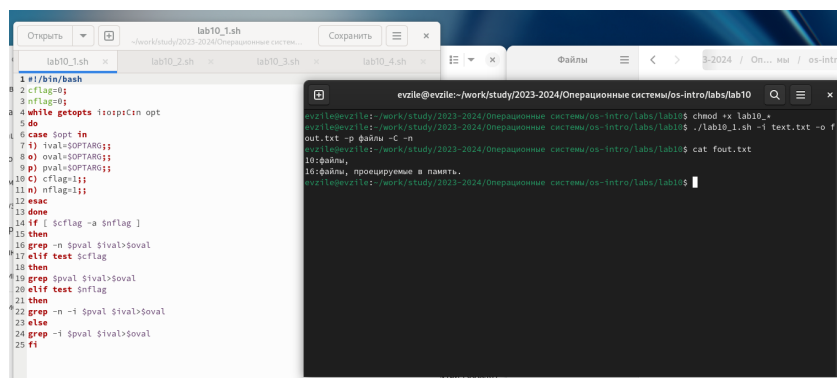 Открыть
lab10_1.sh
~/work/study/2023-2024/Операционные систем...
Сохранить
lab10_1.sh × lab10_2.sh × lab10_3.sh × lab10_4.sh ×
Файлы
3-2024 / Оп... мы / os-intr
1 #!/bin/bash
2 cflag=0;
3 nflag=0;
4 while getopts i:o:p:C:n opt
5 do
6 case $opt in
7 i) ival=$OPTARG;;
8 o) oval=$OPTARG;;
9 p) pval=$OPTARG;;
10 C) cflag=1;;
11 n) nflag=1;;
12 esac
13 done
14 if [ $cflag -a $nflag ]
15 then
16 grep -n $pval $ival>$oval
17 elif test $cflag
18 then
19 grep $pval $ival>$oval
20 elif test $nflag
21 then
22 grep -n -i $pval $ival>$oval
23 else
24 grep -i $pval $ival>$oval
25 fi
evzile@evzile:~/work/study/2023-2024/Операционные системы/os-intro/labs/lab10
evzile@evzile:~/work/study/2023-2024/Операционные системы/os-intro/labs/lab10$ chmod +x lab10_*
evzile@evzile:~/work/study/2023-2024/Операционные системы/os-intro/labs/lab10$ ./lab10_1.sh -i text.txt -o f
out.txt -p файлы -C -n
evzile@evzile:~/work/study/2023-2024/Операционные системы/os-intro/labs/lab10$ cat fout.txt
10:файлы,
16:файлы, проецируемые в память.
evzile@evzile:~/work/study/2023-2024/Операционные системы/os-intro/labs/lab10$